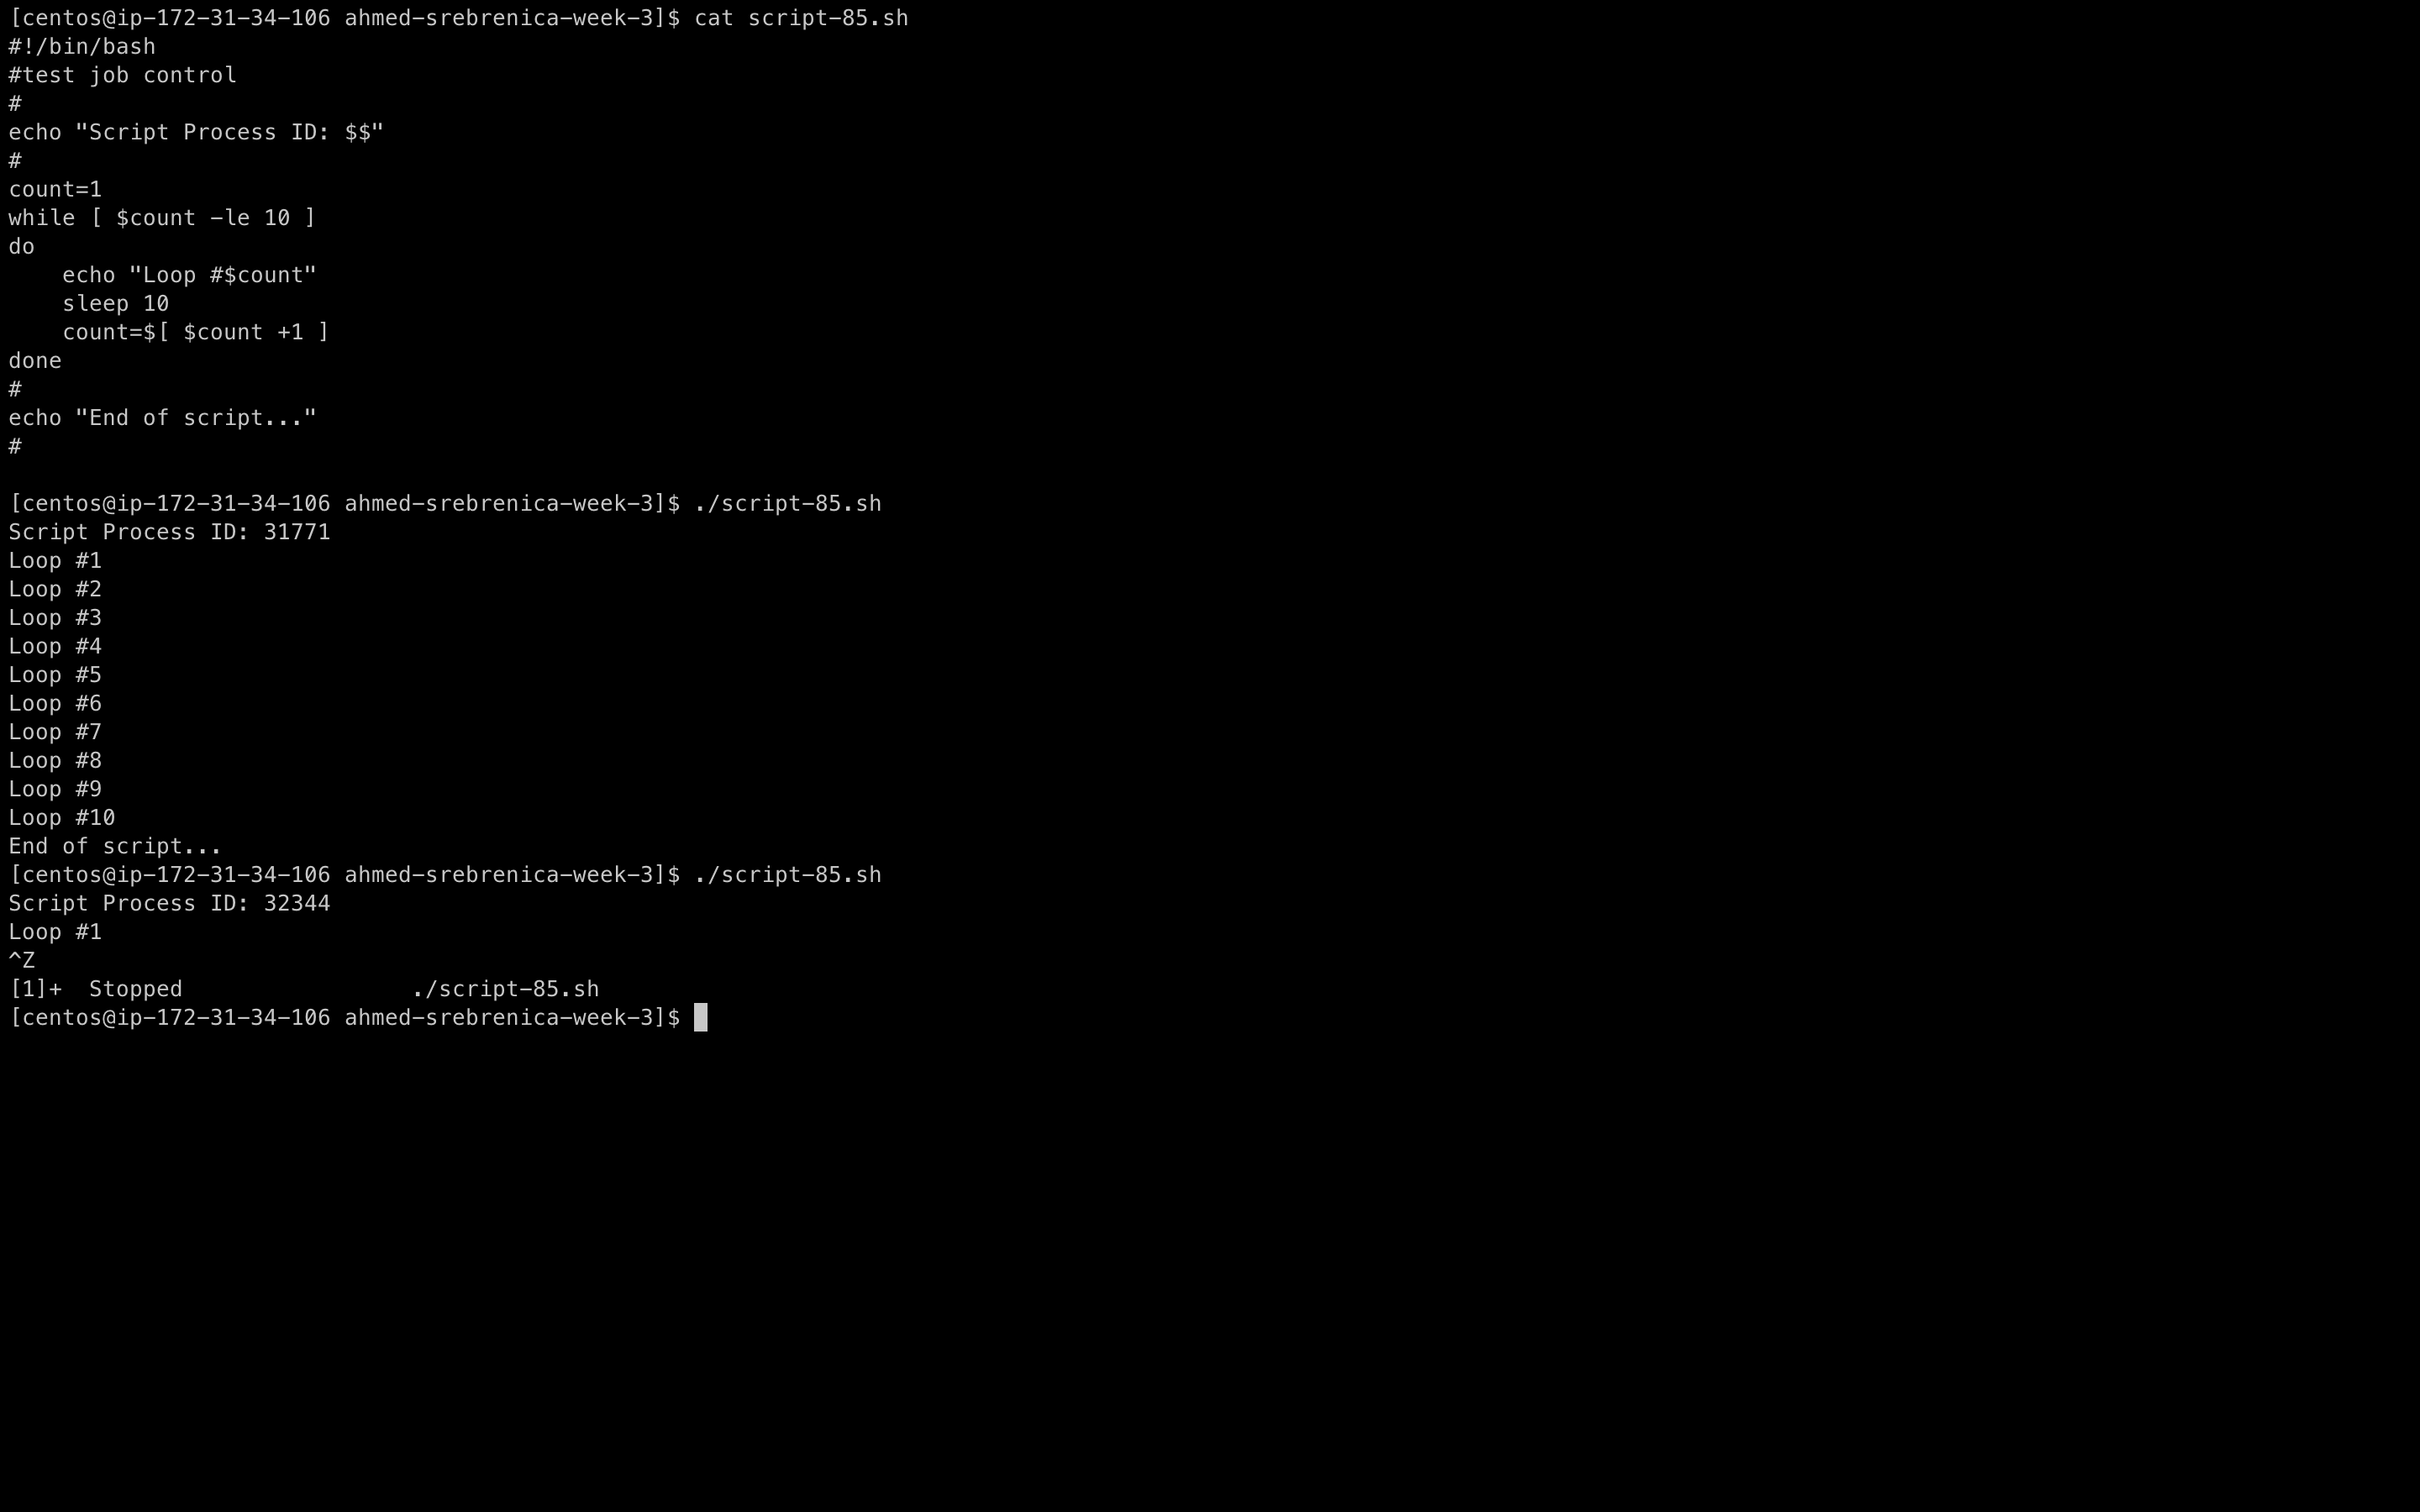 [centos@ip-172-31-34-106 ahmed-srebrenica-week-3]$ cat script-85.sh
#!/bin/bash
#test job control
#
echo "Script Process ID: $$"
#
count=1
while [ $count -le 10 ]
do
    echo "Loop #$count"
    sleep 10
    count=$[ $count +1 ]
done
#
echo "End of script..."
#

[centos@ip-172-31-34-106 ahmed-srebrenica-week-3]$ ./script-85.sh
Script Process ID: 31771
Loop #1
Loop #2
Loop #3
Loop #4
Loop #5
Loop #6
Loop #7
Loop #8
Loop #9
Loop #10
End of script...
[centos@ip-172-31-34-106 ahmed-srebrenica-week-3]$ ./script-85.sh
Script Process ID: 32344
Loop #1
^Z
[1]+  Stopped                 ./script-85.sh
[centos@ip-172-31-34-106 ahmed-srebrenica-week-3]$